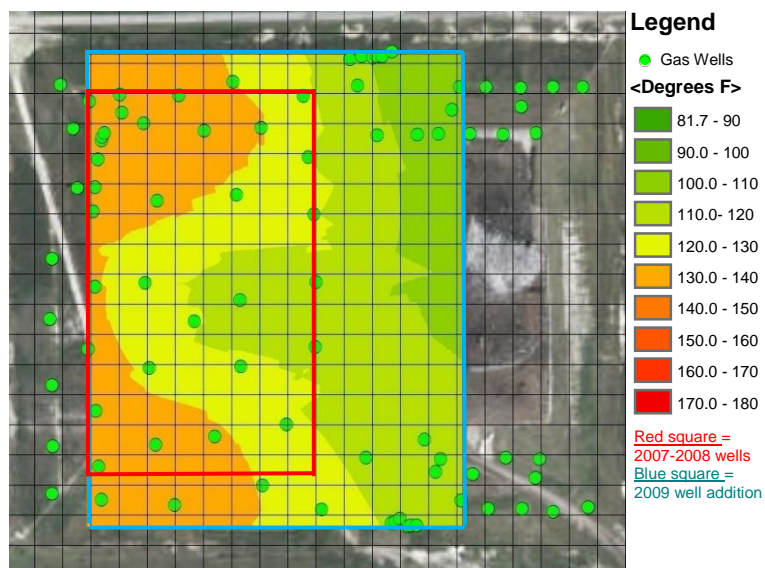 Legend
Gas Wells
<Degrees F>
81.7 - 90
90.0 - 100
100.0 - 110
110.0- 120
120.0 - 130
130.0 - 140
140.0 - 150
150.0 - 160
160.0 - 170
170.0 - 180
Red square =
2007-2008 wells
Blue square =
2009 well addition